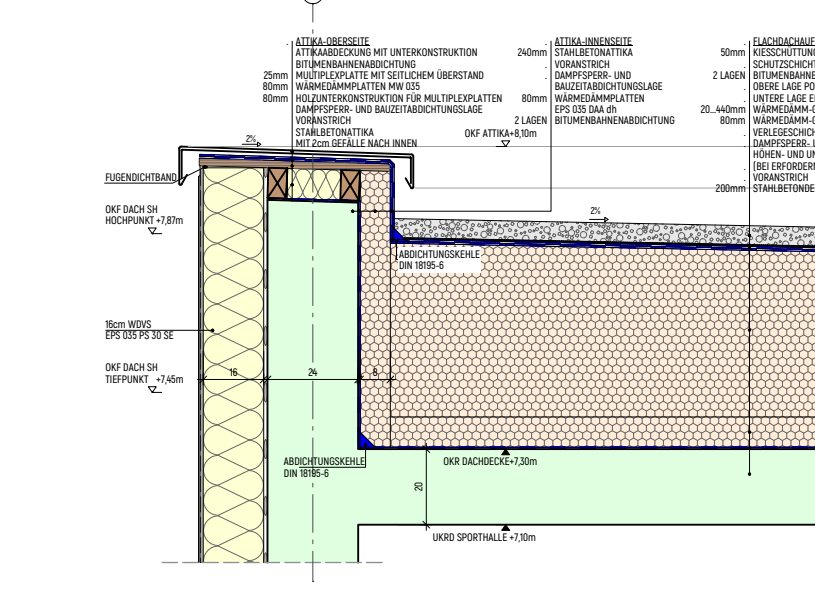 ATTIKA-OBERSEITE
ATTIKAABDECKUNG MIT UNTERKONSTRUKTION
BITUMENBAHNENABDICHTUNG
25mm MULTIPLEXPLATTE MIT SEITLICHEM ÜBERSTAND
80mm WÄRMEDÄMMPLATTEN MW 035
80mm HOLZUNTERKONSTRUKTION FÜR MULTIPLEXPLATTEN
DAMPFSPERR- UND BAUZEITABDICHTUNGSLAGE
VORANSTRICH
STAHLBETONATTIKA
MIT 2cm GEFÄLLE NACH INNEN
ATTIKA-INNENSEITE
240mm STAHLBETONATTIKA
VORANSTRICH
DAMPFSPERR- UND
BAUZEITABDICHTUNGSLAGE
80mm WÄRMEDÄMMPLATTEN
EPS 035 DAA dh
2 LAGEN BITUMENBAHNENABDICHTUNG
FLACHDACHAUF
50mm KIESSCHÜTTUN
SCHUTZSCHICHT
2 LAGEN BITUMENBAHNE
OBERE LAGE PO
UNTERE LAGE E
20...440mm WÄRMEDÄMM-G
80mm WÄRMEDÄMM-G
VERLEGESCHICH
DAMPFSPERR- U
HÖHEN- UND UN
(BEI ERFORDERN
VORANSTRICH
200mm STAHLBETONDE
OKF ATTIKA+8,10m
2%
FUGENDICHTBAND
OKF DACH SH
HOCHPUNKT +7,87m
2%
ABDICHTUNGSKEHLE
DIN 18195-6
16cm WDVS
EPS 035 PS 30 SE
OKF DACH SH
TIEFPUNKT +7,45m
16
24
8
ABDICHTUNGSKEHLE
DIN 18195-6
OKR DACHDECKE+7,30m
20
UKRD SPORTHALLE +7,10m